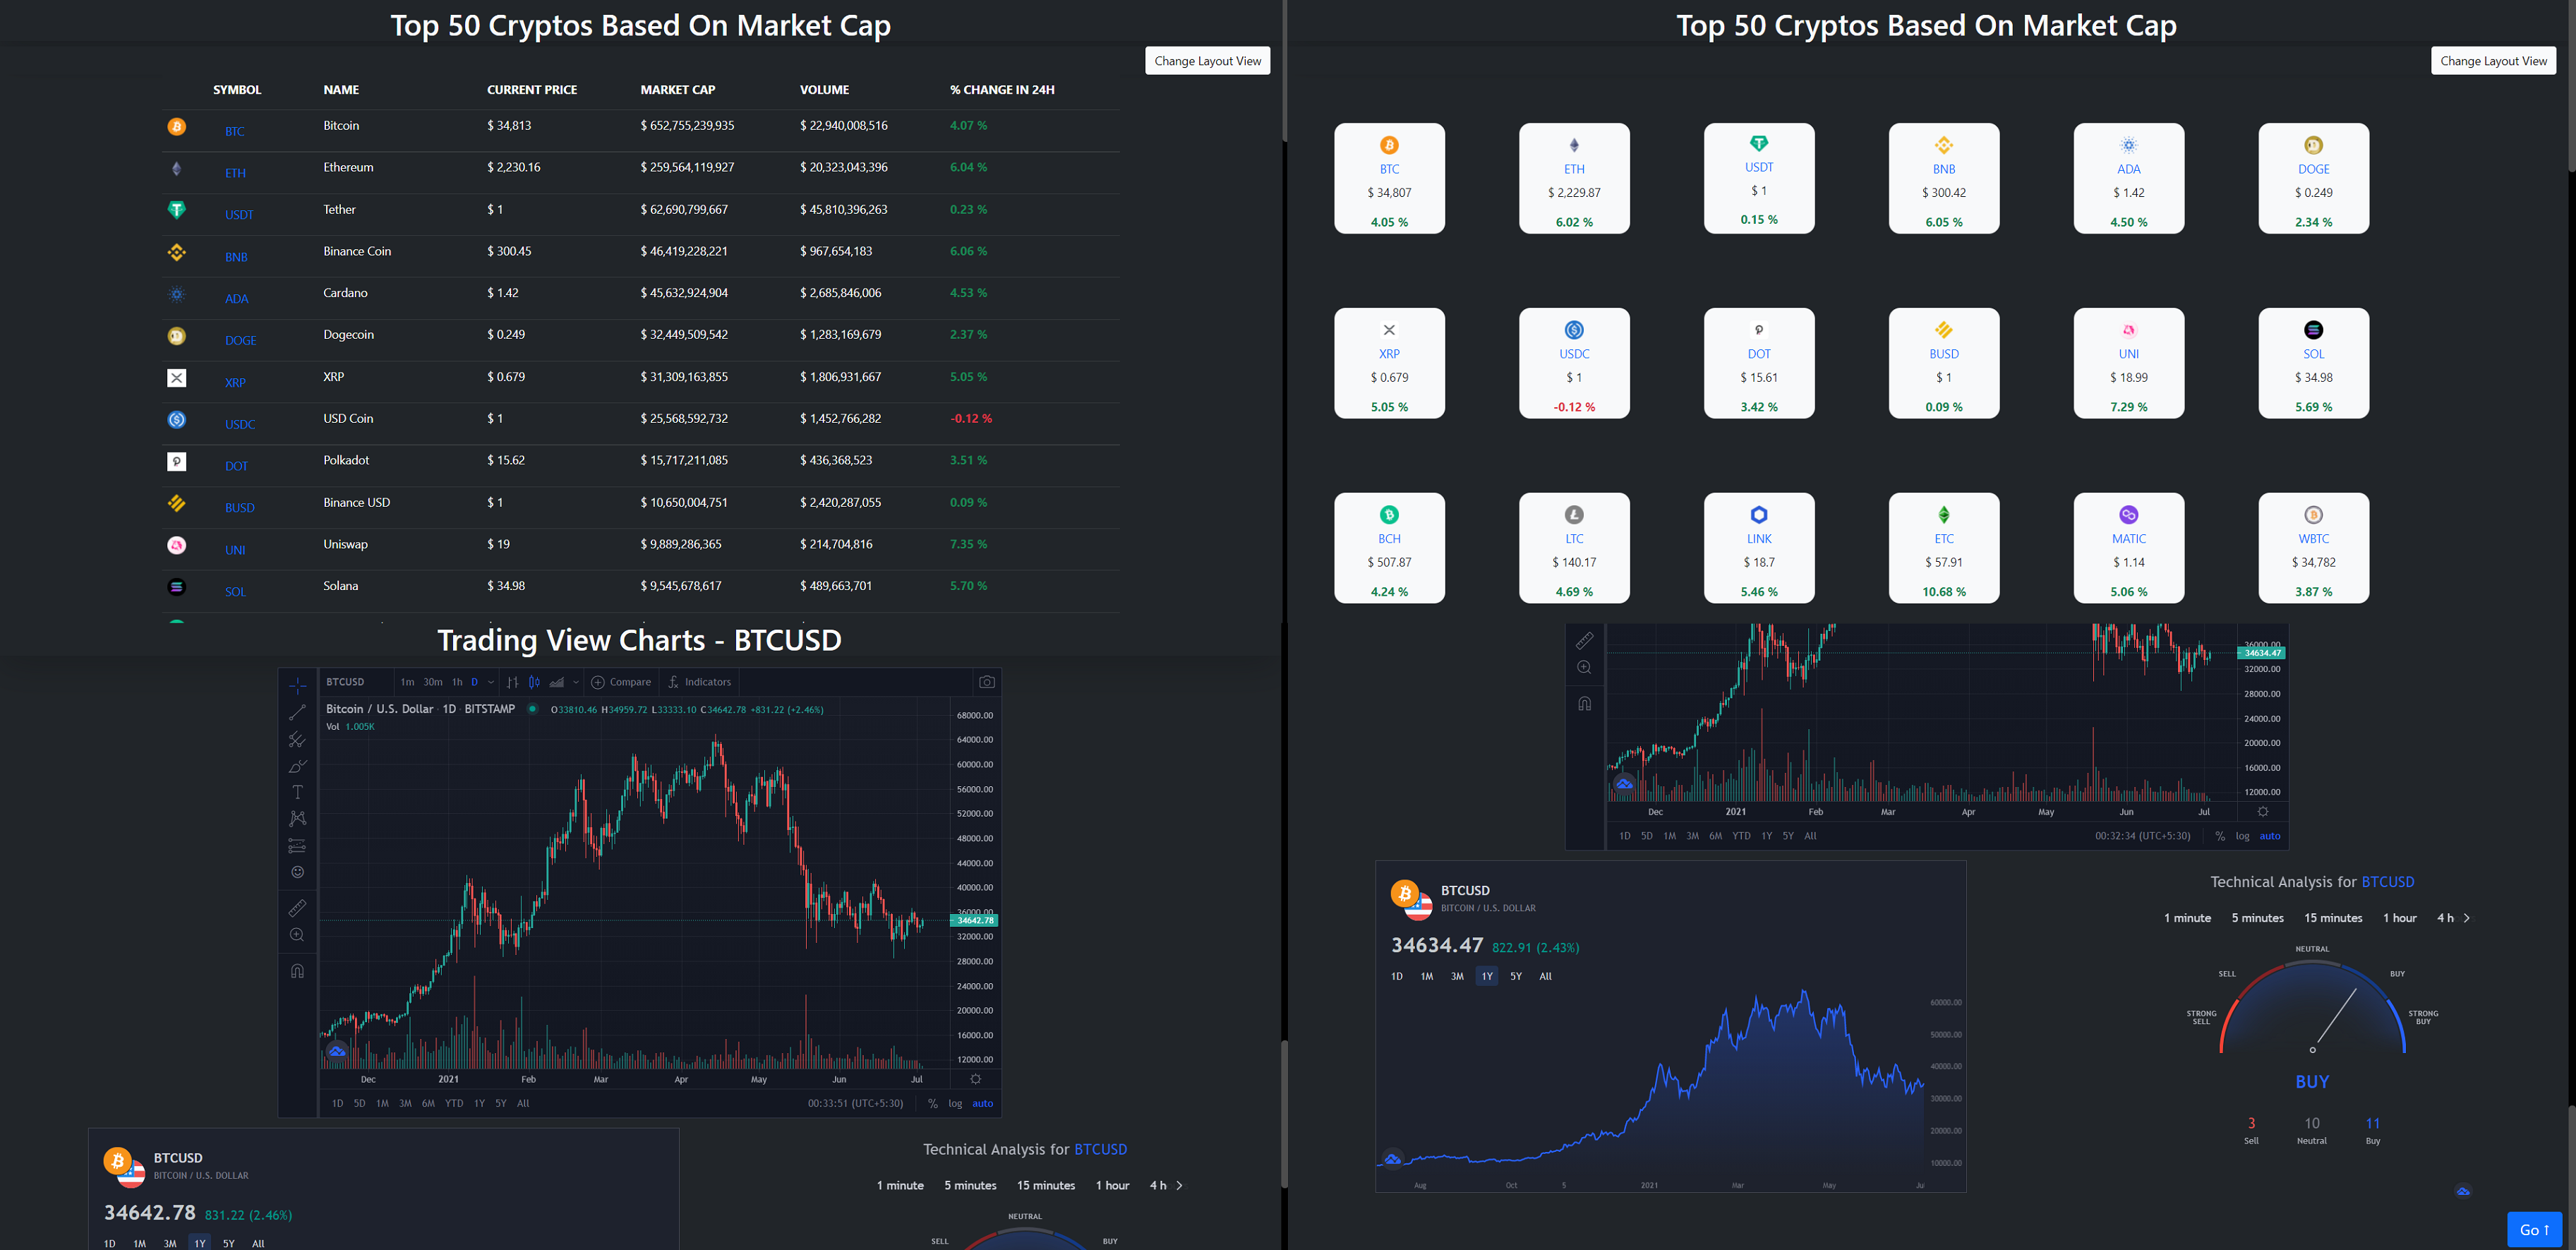 Top 50 Cryptos Based On Market Cap
Change Layout View
SYMBOL NAME CURRENT PRICE MARKET CAP VOLUME % CHANGE IN 24H
BTC Bitcoin $ 34,813 $ 652,755,239,935 $ 22,940,008,516 4.07 %
ETH Ethereum $ 2,230.16 $ 259,564,119,927 $ 20,323,043,396 6.04 %
USDT Tether $ 1 $ 62,690,799,667 $ 45,810,396,263 0.23 %
BNB Binance Coin $ 300.45 $ 46,419,228,221 $ 967,654,183 6.06 %
ADA Cardano $ 1.42 $ 45,632,924,904 $ 2,685,846,006 4.53 %
DOGE Dogecoin $ 0.249 $ 32,449,509,542 $ 1,283,169,679 2.37 %
XRP XRP $ 0.679 $ 31,309,163,855 $ 1,806,931,667 5.05 %
USDC USD Coin $ 1 $ 25,568,592,732 $ 1,452,766,282 -0.12 %
DOT Polkadot $ 15.62 $ 15,717,211,085 $ 436,368,523 3.51 %
BUSD Binance USD $ 1 $ 10,650,004,751 $ 2,420,287,055 0.09 %
UNI Uniswap $ 19 $ 9,889,286,365 $ 214,704,816 7.35 %
SOL Solana $ 34.98 $ 9,545,678,617 $ 489,663,701 5.70 %
Trading View Charts - BTCUSD
BTCUSD 1m 30m 1h D Compare Indicators
Bitcoin / U.S. Dollar · 1D · BITSTAMP O33810.46 H34959.72 L33333.10 C34642.78 +831.22 (+2.46%)
Vol 1.005K
68000.00
64000.00
60000.00
56000.00
52000.00
48000.00
44000.00
40000.00
36000.00
34642.78
32000.00
28000.00
24000.00
20000.00
16000.00
12000.00
Dec 2021 Feb Mar Apr May Jun Jul
1D 5D 1M 3M 6M YTD 1Y 5Y All 00:33:51 (UTC+5:30) % log auto
BTCUSD
BITCOIN / U.S. DOLLAR
34642.78 831.22 (2.46%)
1D 1M 3M 1Y 5Y All
Technical Analysis for BTCUSD
1 minute 5 minutes 15 minutes 1 hour 4 h
NEUTRAL
SELL BUY
Top 50 Cryptos Based On Market Cap
Change Layout View
BTC ETH USDT BNB ADA DOGE
$ 34,807 $ 2,229.87 $ 1 $ 300.42 $ 1.42 $ 0.249
4.05 % 6.02 % 0.15 % 6.05 % 4.50 % 2.34 %
XRP USDC DOT BUSD UNI SOL
$ 0.679 $ 1 $ 15.61 $ 1 $ 18.99 $ 34.98
5.05 % -0.12 % 3.42 % 0.09 % 7.29 % 5.69 %
BCH LTC LINK ETC MATIC WBTC
$ 507.87 $ 140.17 $ 18.7 $ 57.91 $ 1.14 $ 34,782
4.24 % 4.69 % 5.46 % 10.68 % 5.06 % 3.87 %
36000.00
34634.47
32000.00
28000.00
24000.00
20000.00
16000.00
12000.00
Dec 2021 Feb Mar Apr May Jun Jul
1D 5D 1M 3M 6M YTD 1Y 5Y All 00:32:34 (UTC+5:30) % log auto
BTCUSD
BITCOIN / U.S. DOLLAR
34634.47 822.91 (2.43%)
1D 1M 3M 1Y 5Y All
60000.00
50000.00
40000.00
30000.00
20000.00
10000.00
Aug Oct 5 2021 Mar May Ju
Technical Analysis for BTCUSD
1 minute 5 minutes 15 minutes 1 hour 4 h
NEUTRAL
SELL BUY
STRONG SELL STRONG BUY
BUY
3 10 11
Sell Neutral Buy
Go ↑